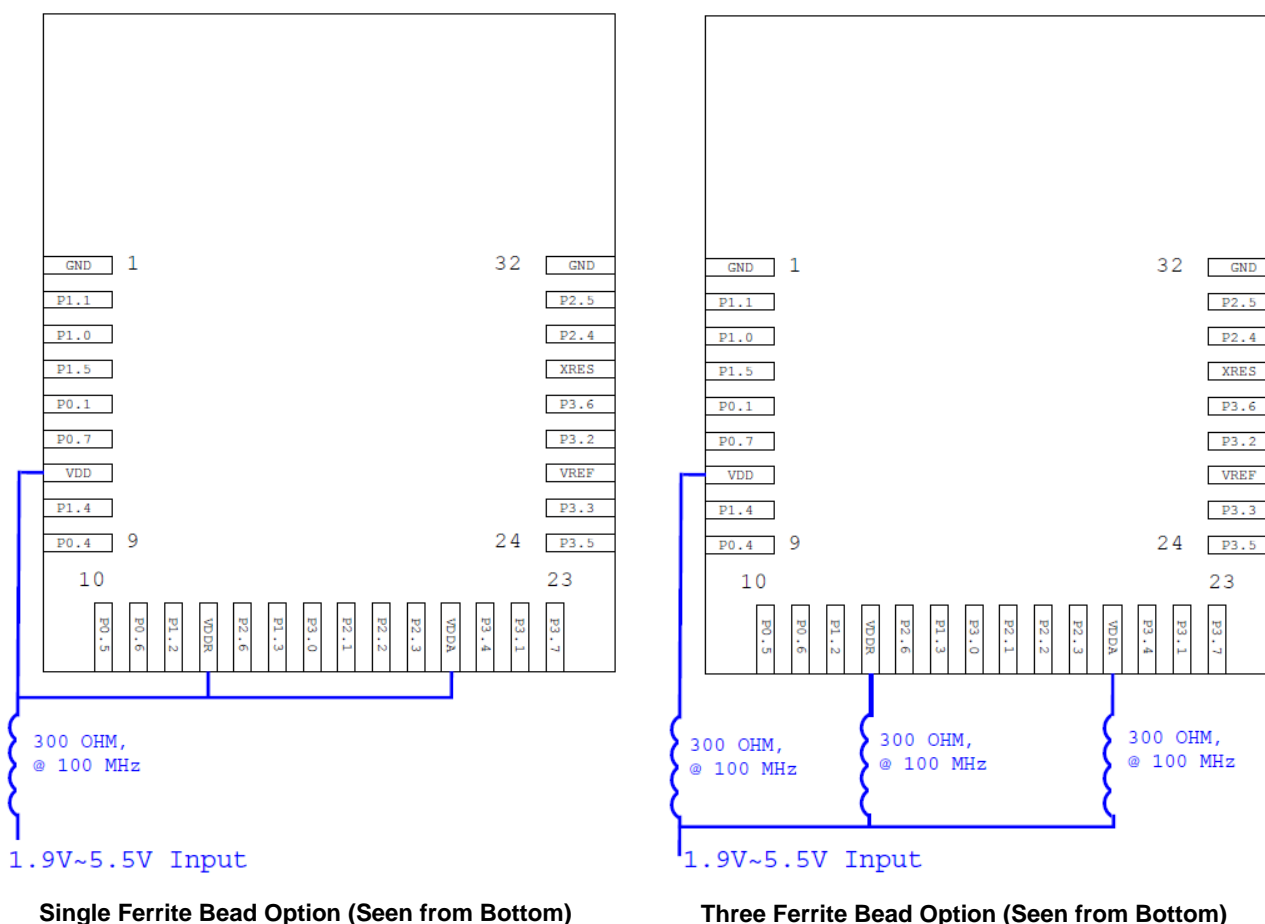 GND 1 32 GND
P1.1 P2.5
P1.0 P2.4
P1.5 XRES
P0.1 P3.6
P0.7 P3.2
VDD VREF
P1.4 P3.3
P0.4 9 24 P3.5
10 23
P0.5 P0.6 P1.2 VDDR P2.6 P1.3 P3.0 P2.1 P2.2 P2.3 VDDA P3.4 P3.1 P3.7
300 OHM,
@ 100 MHz
1.9V~5.5V Input
Single Ferrite Bead Option (Seen from Bottom)
GND 1 32 GND
P1.1 P2.5
P1.0 P2.4
P1.5 XRES
P0.1 P3.6
P0.7 P3.2
VDD VREF
P1.4 P3.3
P0.4 9 24 P3.5
10 23
P0.5 P0.6 P1.2 VDDR P2.6 P1.3 P3.0 P2.1 P2.2 P2.3 VDDA P3.4 P3.1 P3.7
300 OHM,
@ 100 MHz
300 OHM,
@ 100 MHz
300 OHM,
@ 100 MHz
1.9V~5.5V Input
Three Ferrite Bead Option (Seen from Bottom)